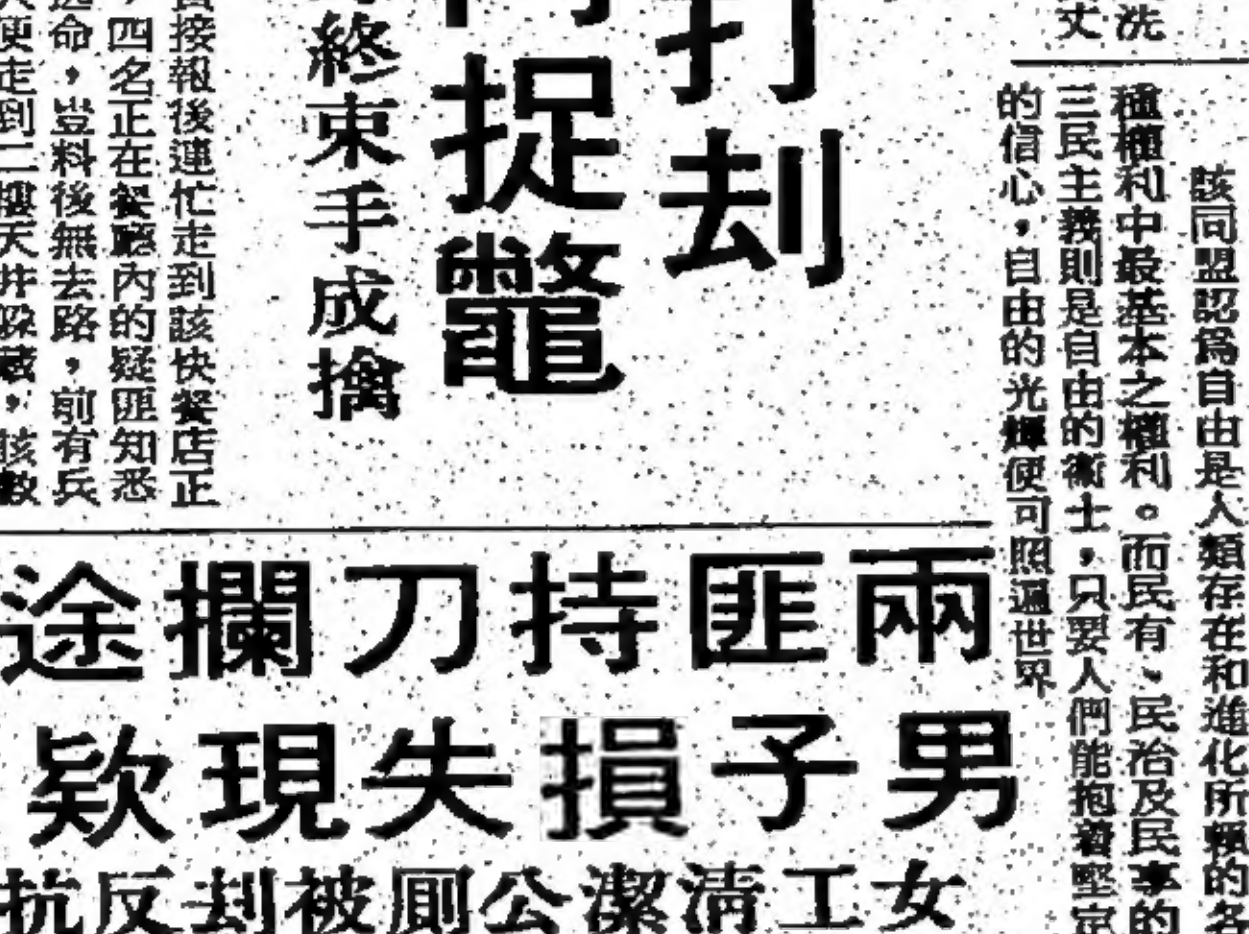 洗
丈
該同盟認爲自由是人類存在和進化所賴的各
種權利中最基本之權利。而民有、民治及民享的
三民主義則是自由的衞士,只要人們能抱着堅定
的信心,自由的光輝便可照遍世界
打刦
捉鼈
終束手成擒
接報後連忙走到該快餐店正
四名正在餐廳內的疑匪知悉
命,豈料後無去路,前有兵
便走到二樓天井躱藏,該數
兩匪持刀攔途
男子損失現欵
女工清潔公厠被刦反抗